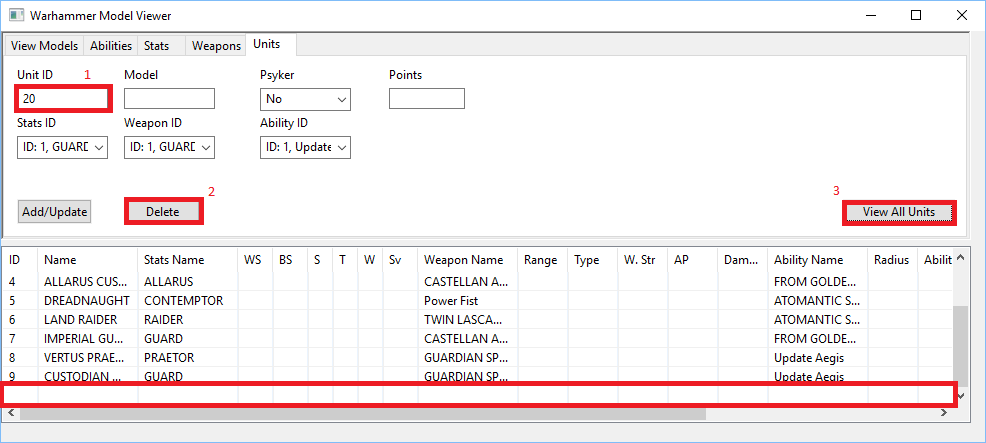 Warhammer Model Viewer
View Models Abilities Stats Weapons Units
Unit ID 1 Model Psyker Points
20 No
Stats ID Weapon ID Ability ID
ID: 1, GUARD ID: 1, GUARD ID: 1, Update
2 3
Add/Update Delete View All Units
ID Name Stats Name WS BS S T W Sv Weapon Name Range Type W. Str AP Dam... Ability Name Radius Abilit
4 ALLARUS CUS... ALLARUS CASTELLAN A... FROM GOLDE...
5 DREADNAUGHT CONTEMPTOR Power Fist ATOMANTIC S...
6 LAND RAIDER RAIDER TWIN LASCA... ATOMANTIC S...
7 IMPERIAL GU... GUARD CASTELLAN A... FROM GOLDE...
8 VERTUS PRAE... PRAETOR GUARDIAN SP... Update Aegis
9 CUSTODIAN ... GUARD GUARDIAN SP... Update Aegis